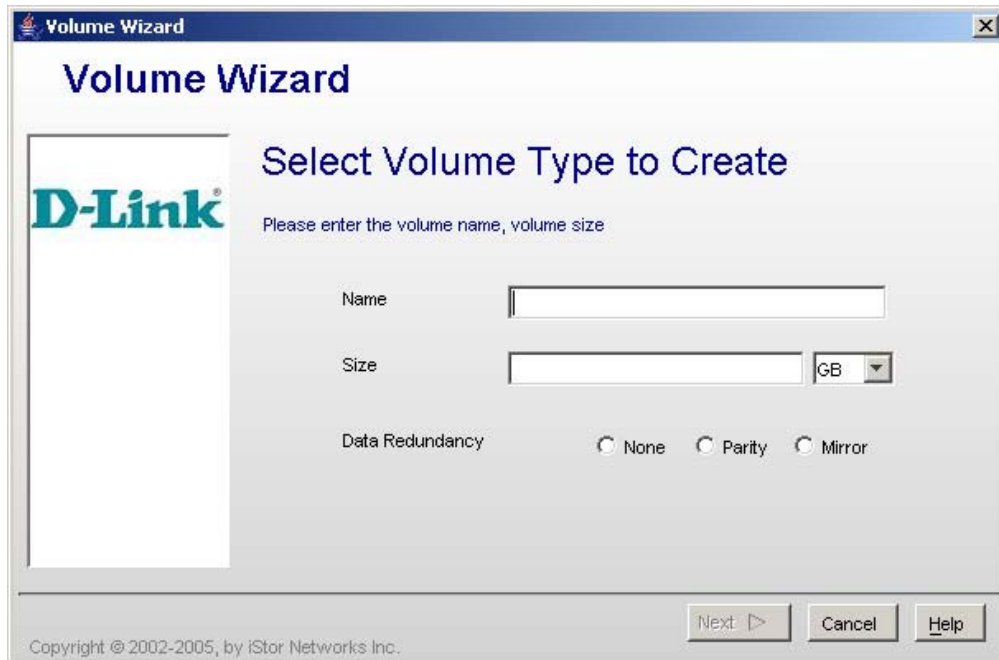 Volume Wizard
Volume Wizard
D-Link®
Select Volume Type to Create
Please enter the volume name, volume size
Name
Size
GB
Data Redundancy
None Parity Mirror
Next Cancel Help
Copyright © 2002-2005, by iStor Networks Inc.